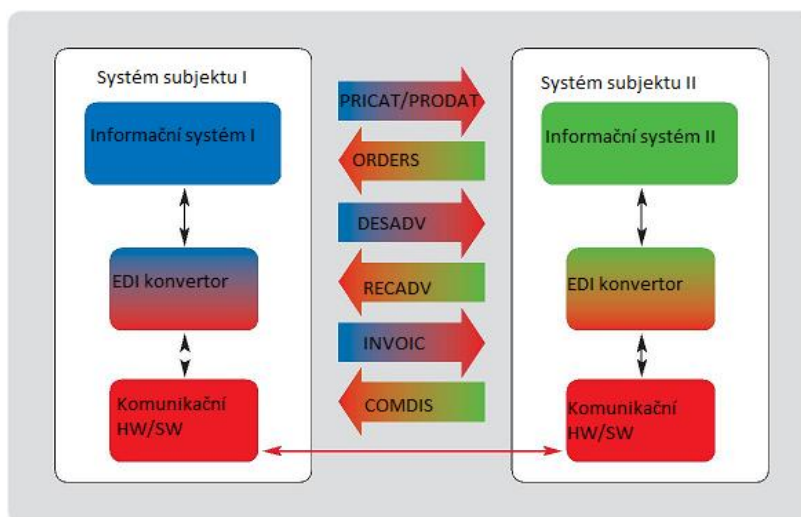 Systém subjektu I
Informační systém I
EDI konvertor
Komunikační
HW/SW
PRICAT/PRODAT
ORDERS
DESADV
RECADV
INVOIC
COMDIS
Systém subjektu II
Informační systém II
EDI konvertor
Komunikační
HW/SW